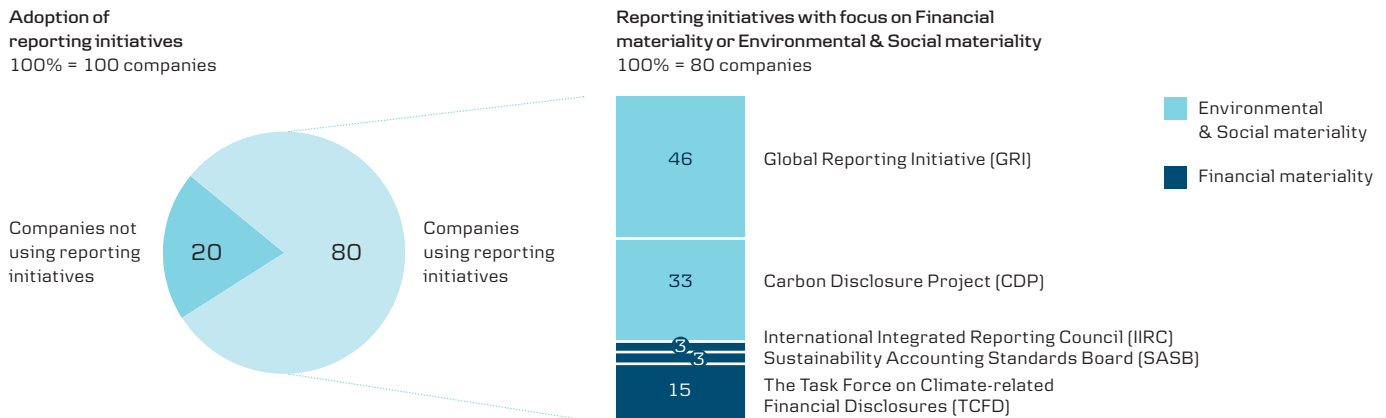 Adoption of
reporting initiatives
100% = 100 companies
Companies not
using reporting
initiatives
20
80
Companies
using reporting
initiatives
Reporting initiatives with focus on Financial
materiality or Environmental & Social materiality
100% = 80 companies
46
Global Reporting Initiative (GRI)
33
Carbon Disclosure Project (CDP)
3
International Integrated Reporting Council (IIRC)
3
Sustainability Accounting Standards Board (SASB)
15
The Task Force on Climate-related
Financial Disclosures (TCFD)
Environmental
& Social materiality
Financial materiality